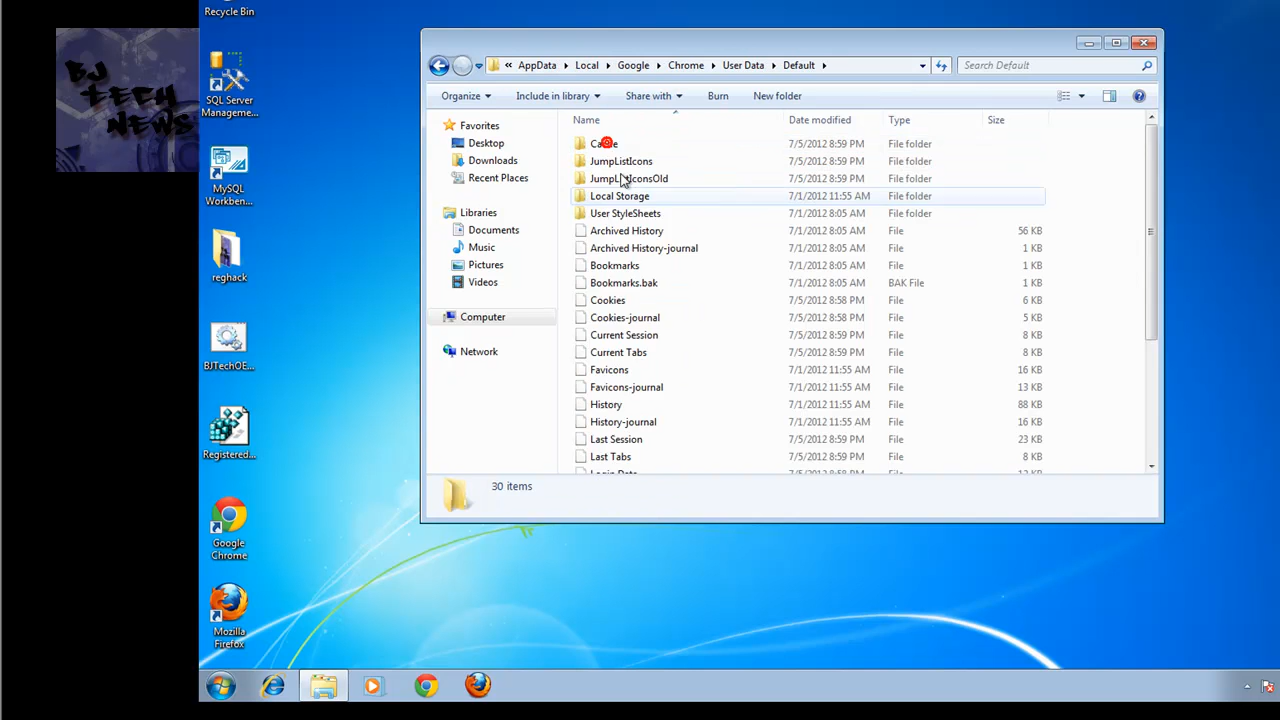 Recycle Bin
BJ
TECH
NEWS
SQL Server
Manageme...
MySQL
Workben...
reghack
BJTechOE...
Registered...
Google
Chrome
Mozilla
Firefox
« AppData Local Google Chrome User Data Default
Search Default
Organize Include in library Share with Burn New folder
Favorites
Desktop
Downloads
Recent Places
Libraries
Documents
Music
Pictures
Videos
Computer
Network
Name Date modified Type Size
7/5/2012 8:59 PM File folder
JumpListIcons 7/5/2012 8:59 PM File folder
JumpListIconsOld 7/5/2012 8:59 PM File folder
Local Storage 7/1/2012 11:55 AM File folder
User StyleSheets 7/1/2012 8:05 AM File folder
Archived History 7/1/2012 8:05 AM File 56 KB
Archived History-journal 7/1/2012 8:05 AM File 1 KB
Bookmarks 7/1/2012 8:05 AM File 1 KB
Bookmarks.bak 7/1/2012 8:05 AM BAK File 1 KB
Cookies 7/5/2012 8:58 PM File 6 KB
Cookies-journal 7/5/2012 8:58 PM File 5 KB
Current Session 7/5/2012 8:59 PM File 8 KB
Current Tabs 7/5/2012 8:59 PM File 8 KB
Favicons 7/1/2012 11:55 AM File 16 KB
Favicons-journal 7/1/2012 11:55 AM File 13 KB
History 7/1/2012 11:55 AM File 88 KB
History-journal 7/1/2012 11:55 AM File 16 KB
Last Session 7/5/2012 8:59 PM File 23 KB
Last Tabs 7/5/2012 8:59 PM File 8 KB
30 items